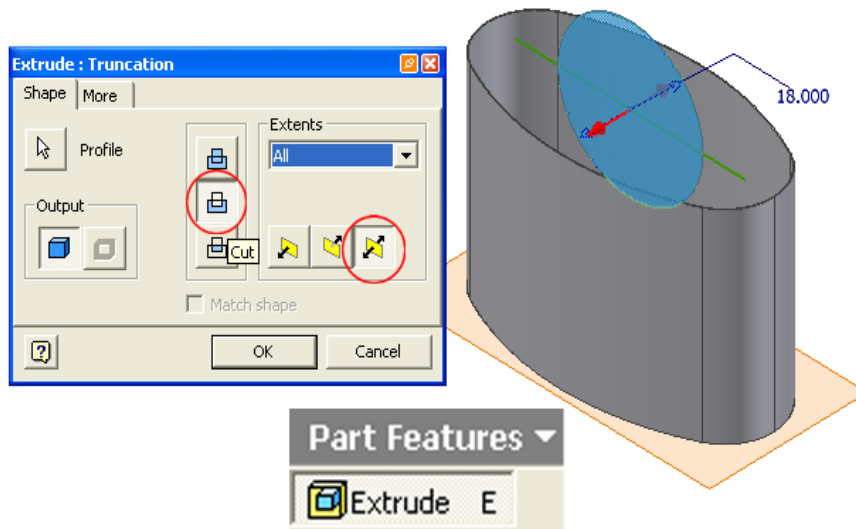 Extrude : Truncation
Shape
More
Profile
Extents
All
Output
Cut
Match shape
?
OK
Cancel
18.000
Part Features
Extrude E